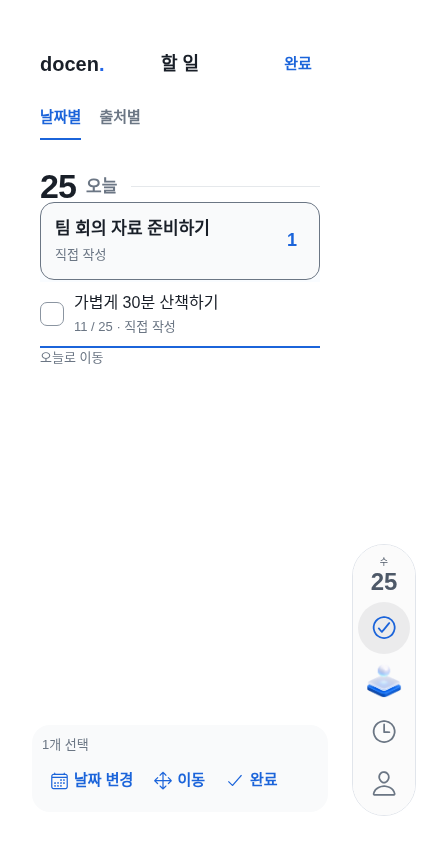 docen. 할 일 완료
날짜별 출처별
25 오늘
팀 회의 자료 준비하기
직접 작성
1
가볍게 30분 산책하기
11 / 25 · 직접 작성
오늘로 이동
수
25
1개 선택
날짜 변경 이동 완료